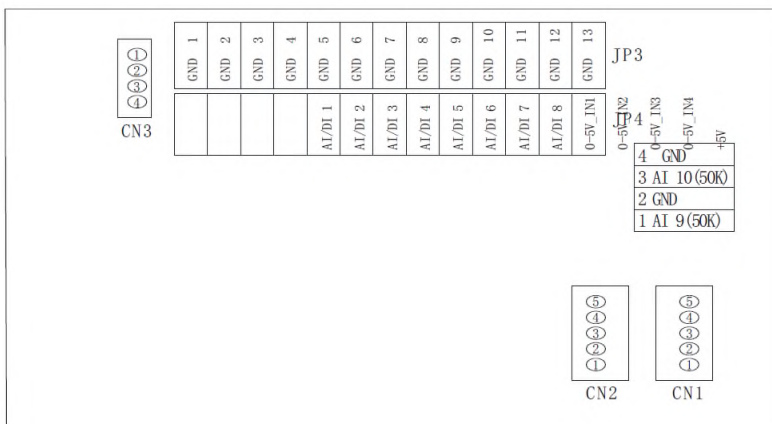 GND 1
GND 2
GND 3
GND 4
GND 5
GND 6
GND 7
GND 8
GND 9
GND 10
GND 11
GND 12
GND 13
JP3
①
②
③
④
CN3
AI/DI 1
AI/DI 2
AI/DI 3
AI/DI 4
AI/DI 5
AI/DI 6
AI/DI 7
AI/DI 8
0-5V_IN1
JP4
0-5V_IN2
0-5V_IN3
0-5V_IN4
+5V
4 GND
3 AI 10(50K)
2 GND
1 AI 9(50K)
⑤
④
③
②
①
CN2
⑤
④
③
②
①
CN1